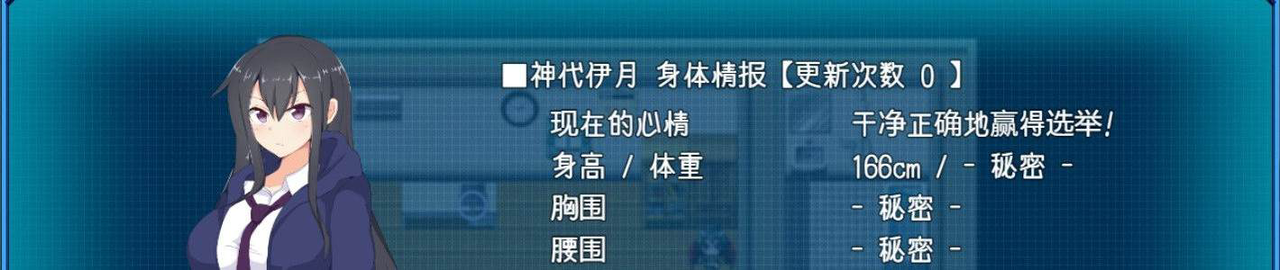 ■神代伊月 身体情报【更新次数 0 】
现在的心情 干净正确地赢得选举!
身高 / 体重 166cm / - 秘密 -
胸围 - 秘密 -
腰围 - 秘密 -